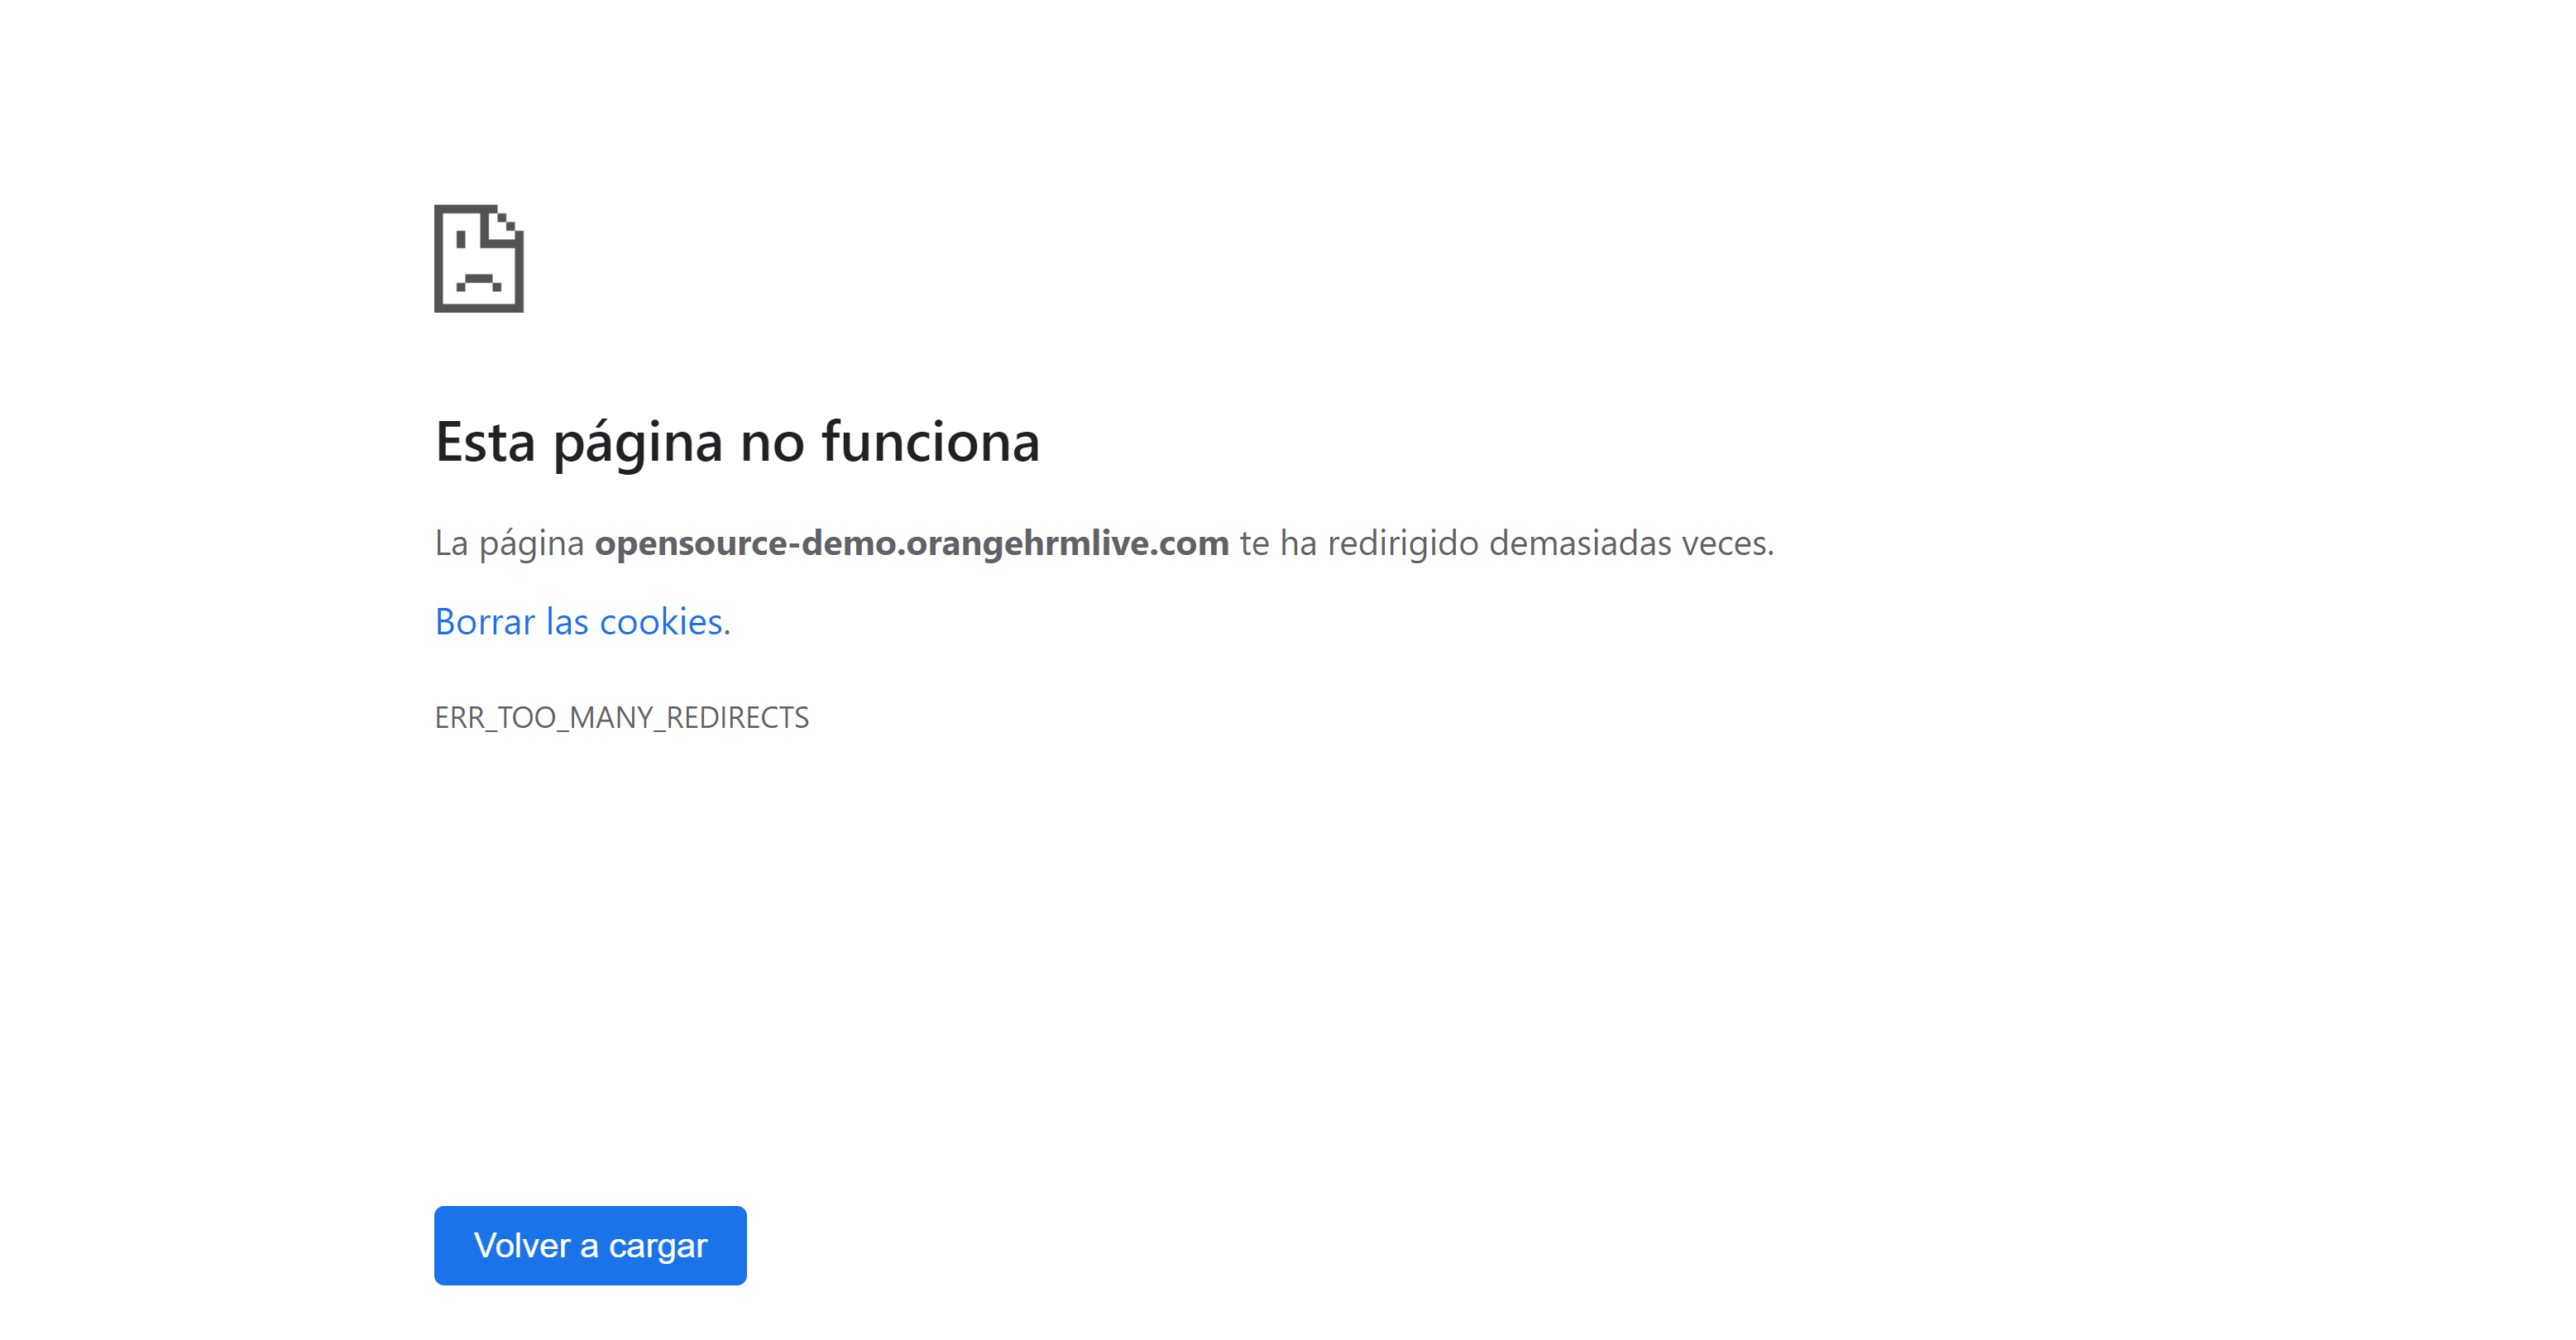 Esta página no funciona
La página opensource-demo.orangehrmlive.com te ha redirigido demasiadas veces.
Borrar las cookies.
ERR_TOO_MANY_REDIRECTS
Volver a cargar